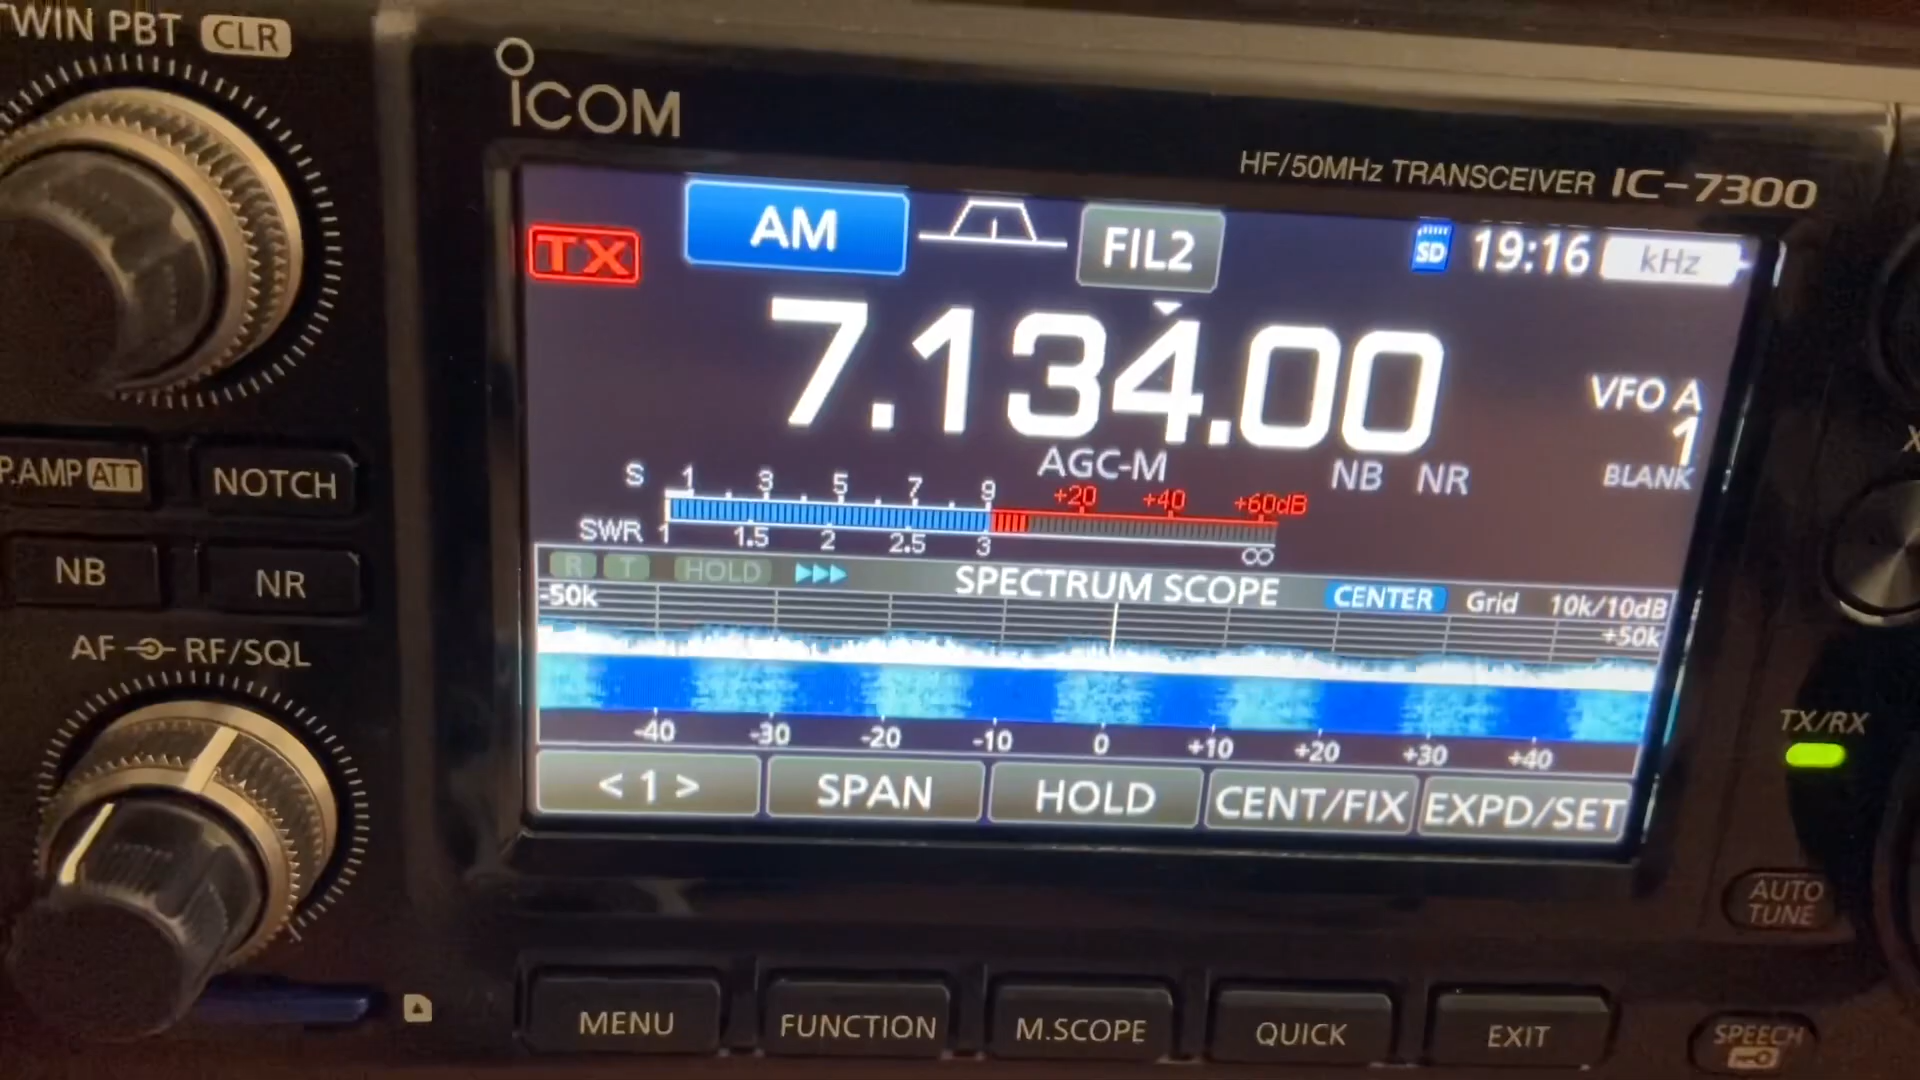 TWIN PBT CLR
ICOM
HF/50MHz TRANSCEIVER IC-7300
TX AM FIL2 SD 19:16 kHz
7.134.00
VFO A
1
BLANK
AGC-M NB NR
S 1 3 5 7 9 +20 +40 +60dB
SWR 1 1.5 2 2.5 3 ∞
R T HOLD SPECTRUM SCOPE CENTER Grid 10k/10dB
-50k +50k
-40 -30 -20 -10 0 +10 +20 +30 +40
< 1 > SPAN HOLD CENT/FIX EXPD/SET
P.AMP ATT NOTCH
NB NR
AF RF/SQL
TX/RX
AUTO
TUNE
MENU FUNCTION M.SCOPE QUICK EXIT
SPEECH